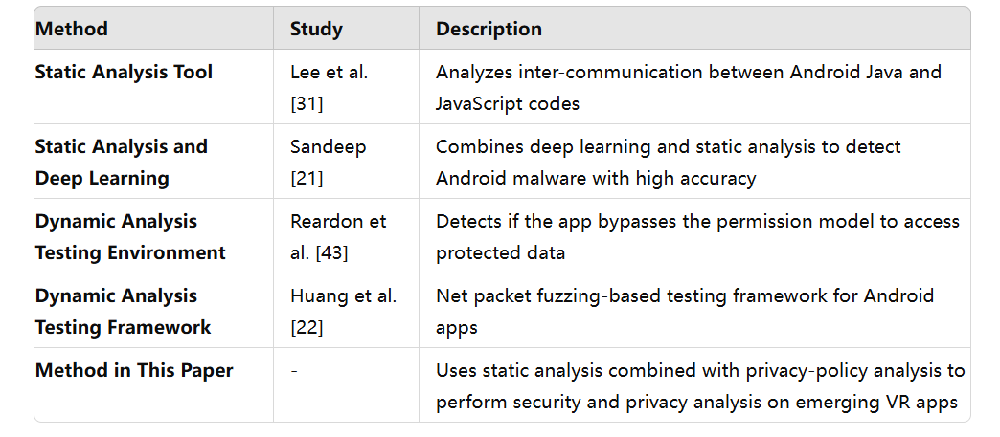 Method Study Description
Static Analysis Tool Lee et al. Analyzes inter-communication between Android Java and
[31] JavaScript codes
Static Analysis and Sandeep Combines deep learning and static analysis to detect
Deep Learning [21] Android malware with high accuracy
Dynamic Analysis Reardon et Detects if the app bypasses the permission model to access
Testing Environment al. [43] protected data
Dynamic Analysis Huang et al. Net packet fuzzing-based testing framework for Android
Testing Framework [22] apps
Method in This Paper - Uses static analysis combined with privacy-policy analysis to
perform security and privacy analysis on emerging VR apps